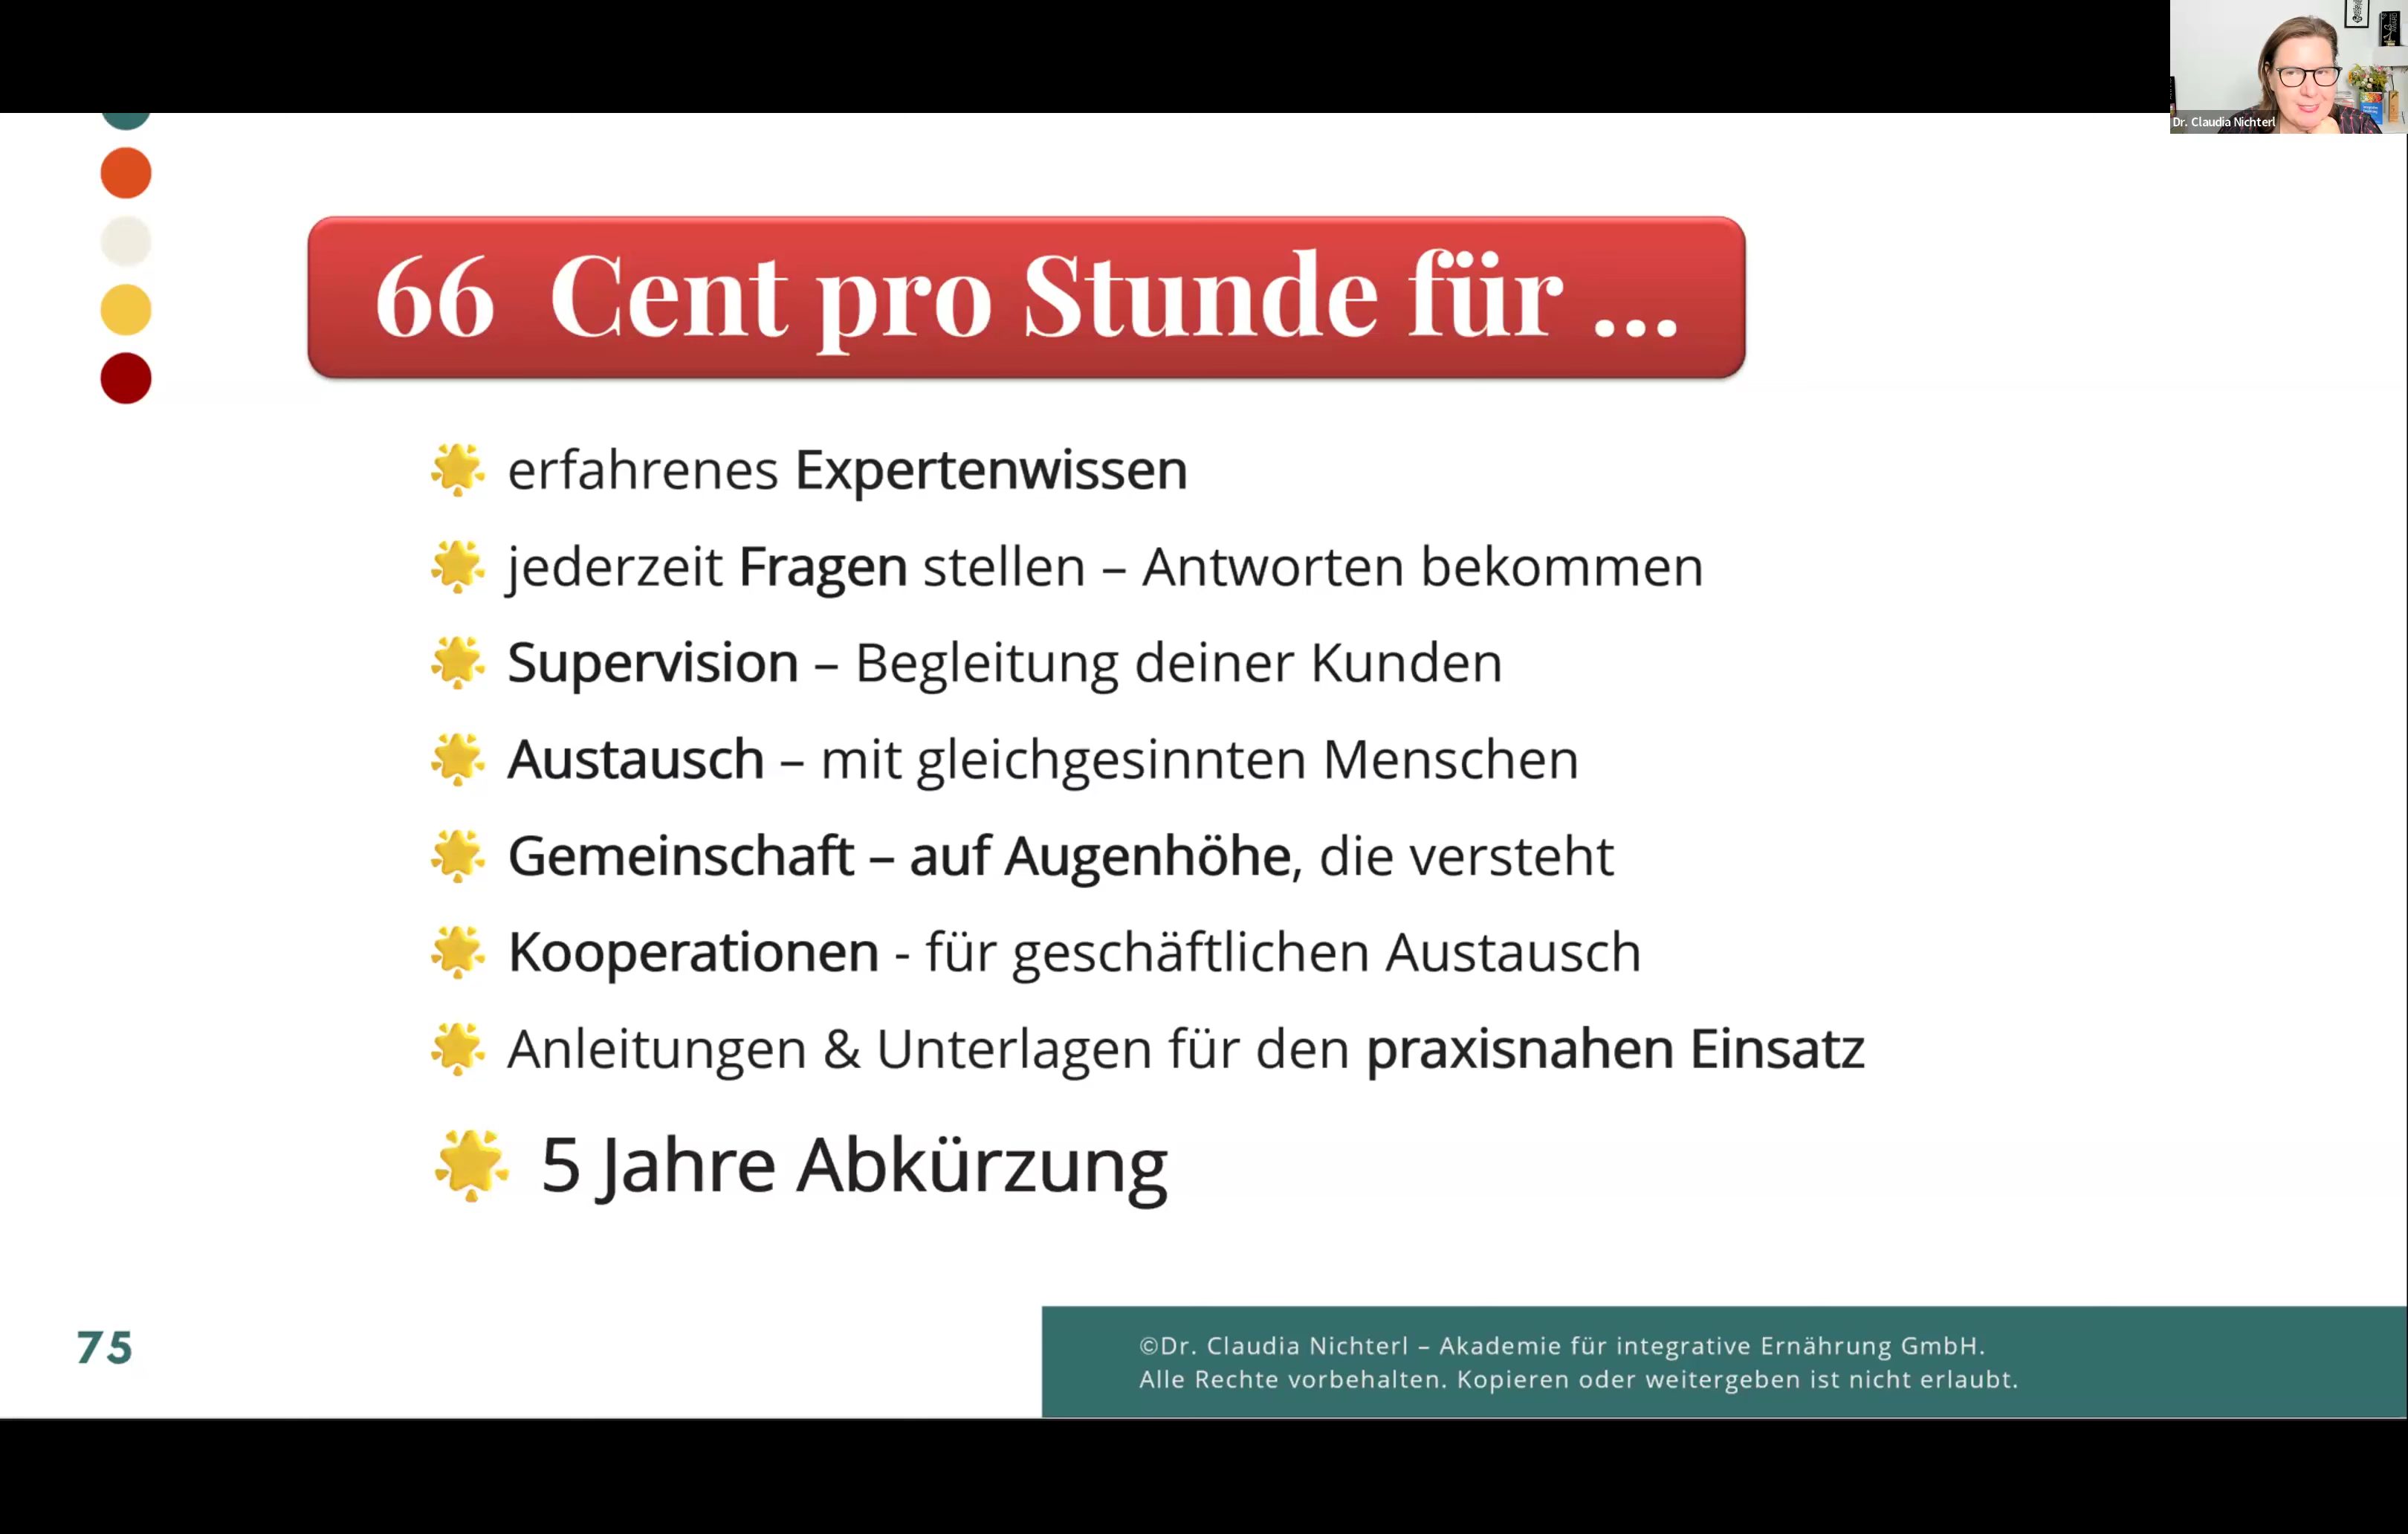 Dr. Claudia Nichterl
66 Cent pro Stunde für ...
erfahrenes Expertenwissen
jederzeit Fragen stellen – Antworten bekommen
Supervision – Begleitung deiner Kunden
Austausch – mit gleichgesinnten Menschen
Gemeinschaft – auf Augenhöhe, die versteht
Kooperationen - für geschäftlichen Austausch
Anleitungen & Unterlagen für den praxisnahen Einsatz
5 Jahre Abkürzung
75
©Dr. Claudia Nichterl – Akademie für integrative Ernährung GmbH.
Alle Rechte vorbehalten. Kopieren oder weitergeben ist nicht erlaubt.